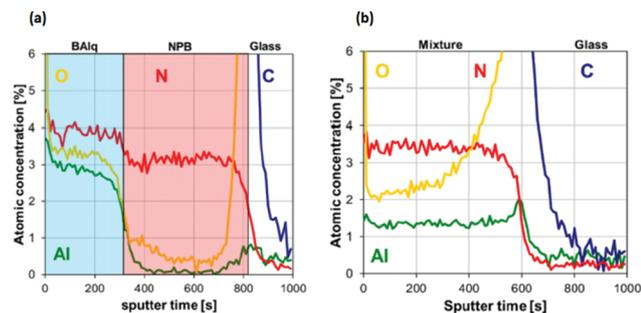 (a)
BAlq NPB Glass
6
5
4
3
2
1
0
O N C
Al
Atomic concentration [%]
0 200 400 600 800 1000
sputter time [s]
(b)
Mixture Glass
6
5
4
3
2
1
0
O N C
Al
Atomic concentration [%]
0 200 400 600 800 1000
Sputter time [s]